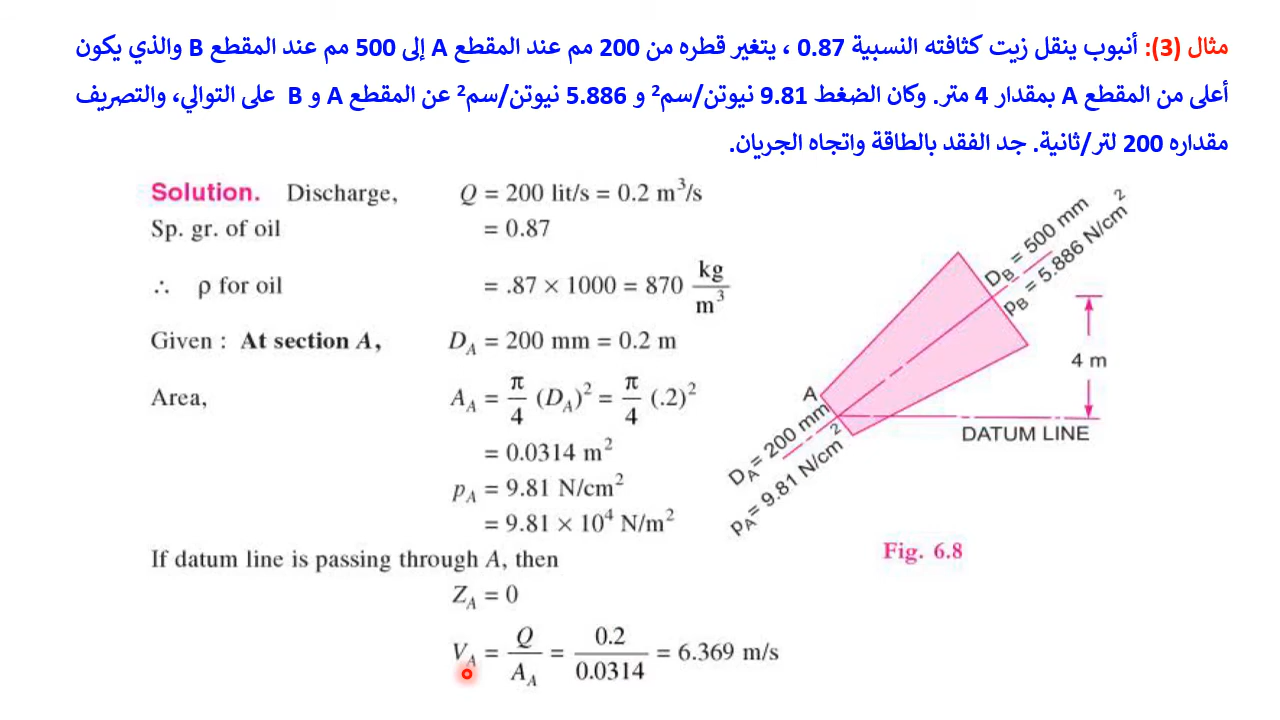 مثال (3): أنبوب ينقل زيت كثافته النسبية 0.87 ، يتغير قطره من 200 مم عند المقطع A إلى 500 مم عند المقطع B والذي يكون
أعلى من المقطع A بمقدار 4 متر. وكان الضغط 9.81 نيوتن/سم² و 5.886 نيوتن/سم² عن المقطع A و B على التوالي، والتصريف
مقداره 200 لتر/ثانية. جد الفقد بالطاقة واتجاه الجريان.
Solution. Discharge, Q = 200 lit/s = 0.2 m³/s
Sp. gr. of oil = 0.87
∴ ρ for oil = .87 × 1000 = 870 kg/m³
Given : At section A, D_A = 200 mm = 0.2 m
Area, A_A = π/4 (D_A)² = π/4 (.2)²
= 0.0314 m²
p_A = 9.81 N/cm²
= 9.81 × 10⁴ N/m²
If datum line is passing through A, then
Z_A = 0
V_A = Q/A_A = 0.2/0.0314 = 6.369 m/s
D_B = 500 mm
p_B = 5.886 N/cm²
4 m
A
DATUM LINE
D_A = 200 mm
p_A = 9.81 N/cm²
Fig. 6.8